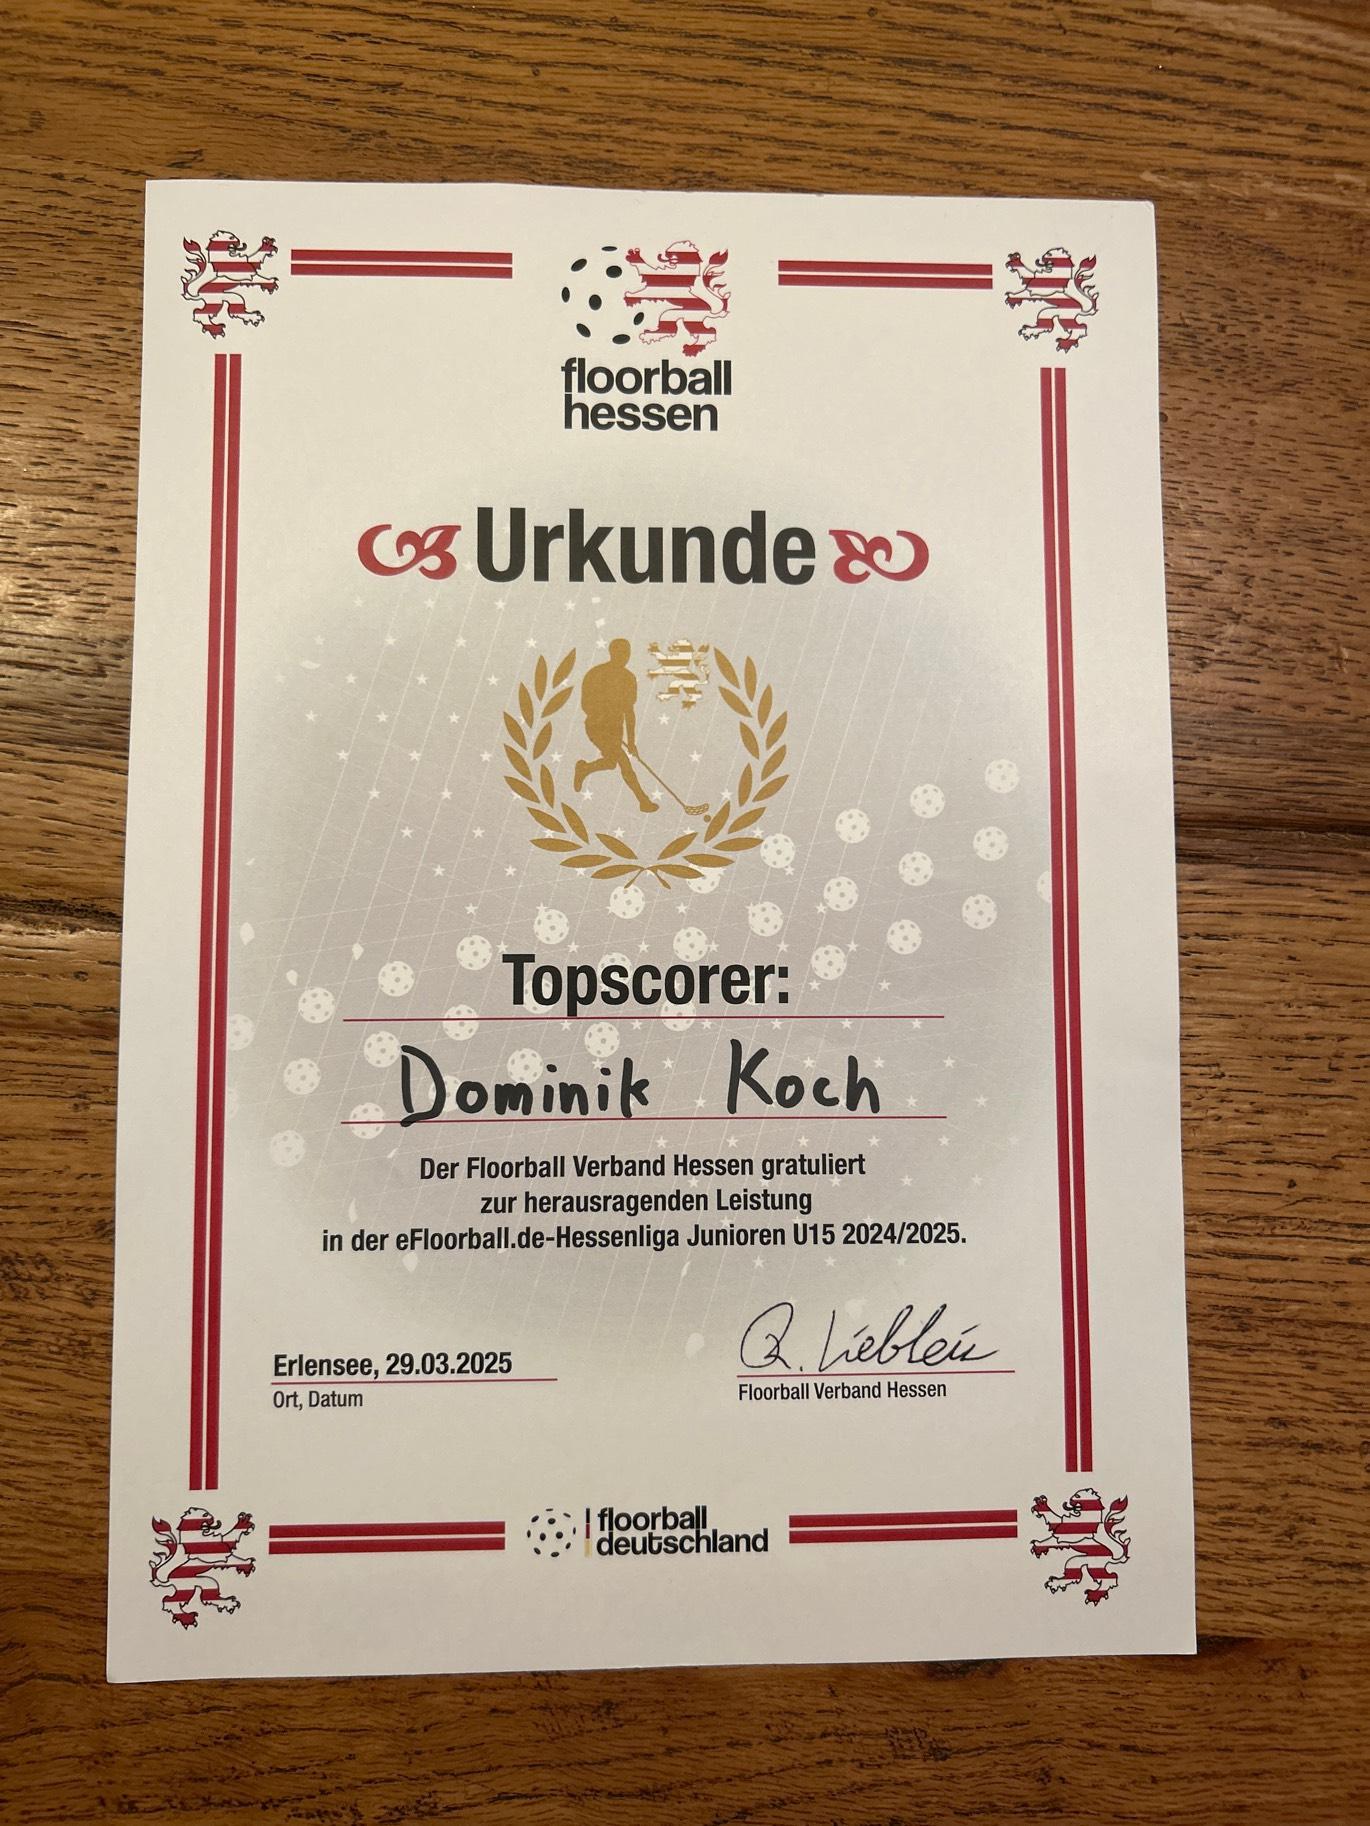 floorball
hessen
Urkunde
Topscorer:
Dominik Koch
Der Floorball Verband Hessen gratuliert
zur herausragenden Leistung
in der eFloorball.de-Hessenliga Junioren U15 2024/2025.
Erlensee, 29.03.2025
Ort, Datum
Floorball Verband Hessen
floorball
deutschland